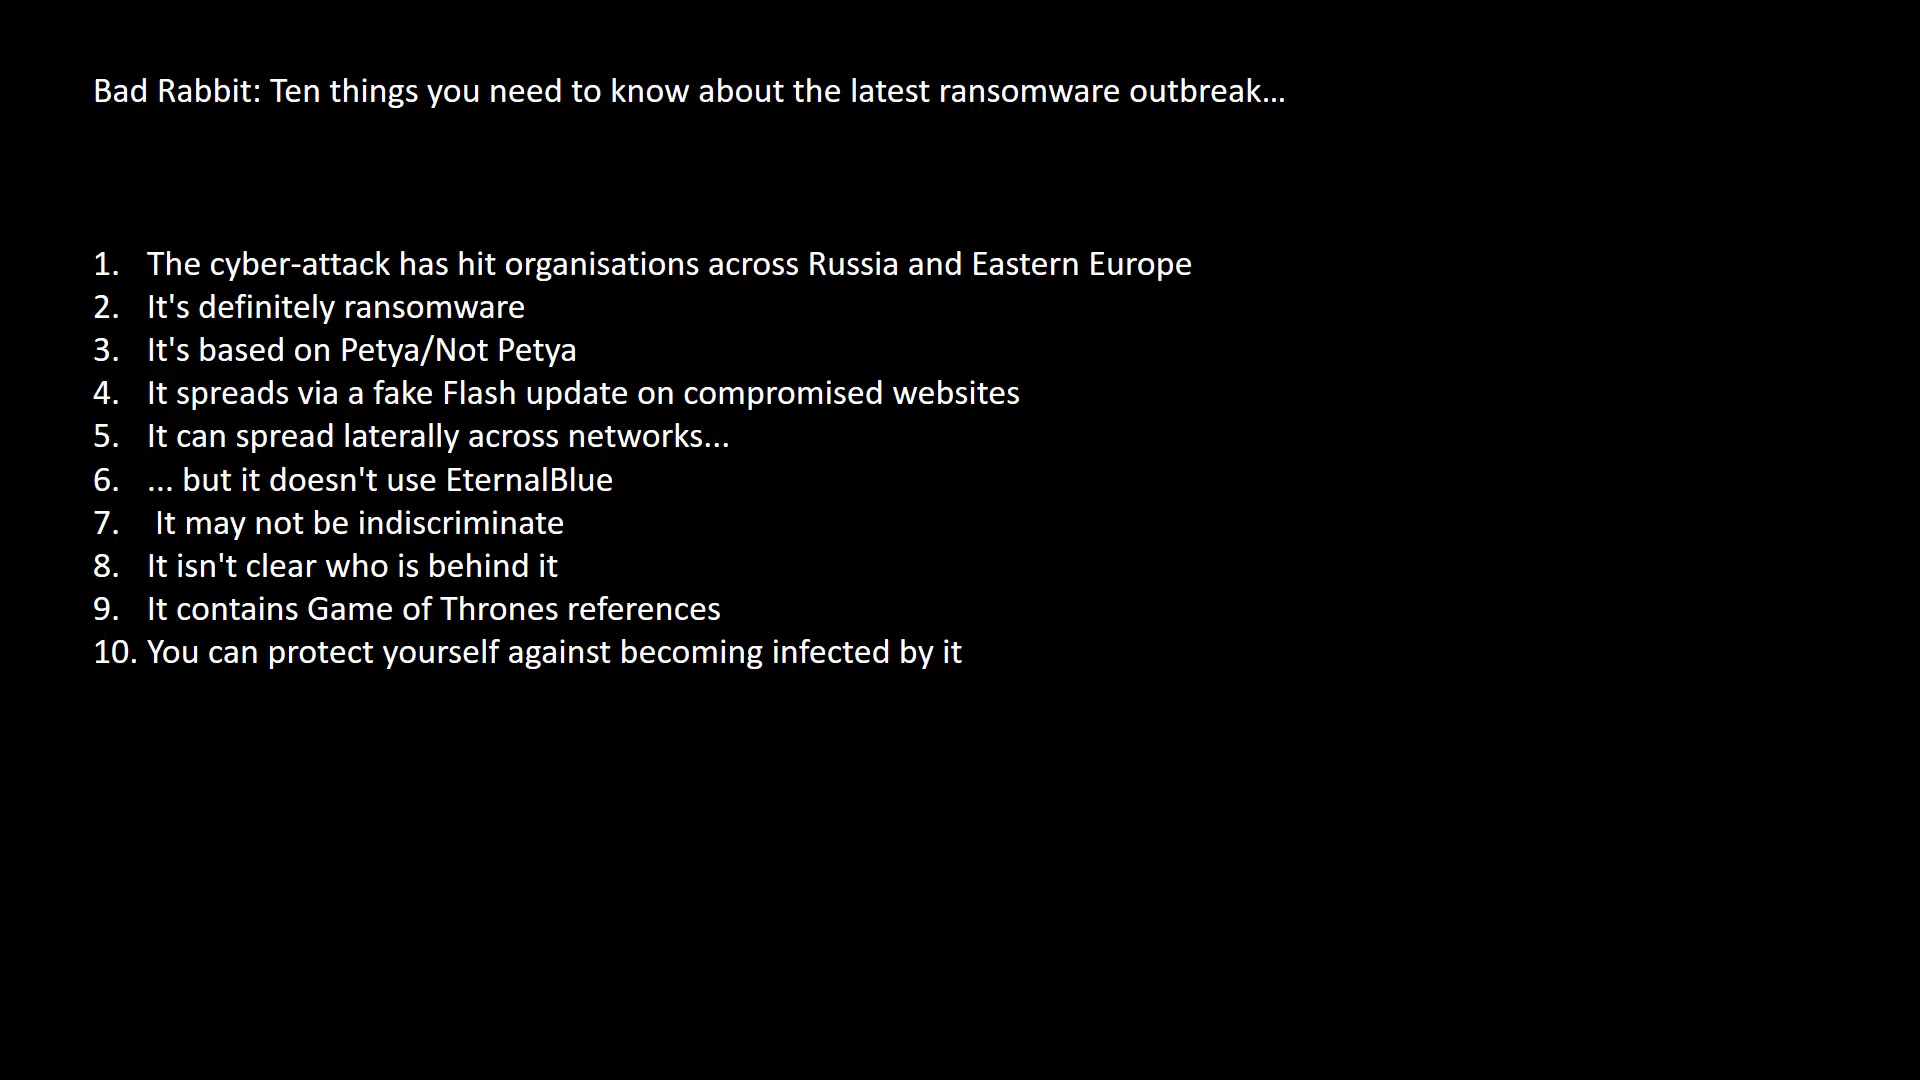 Bad Rabbit: Ten things you need to know about the latest ransomware outbreak...
1. The cyber-attack has hit organisations across Russia and Eastern Europe
2. It's definitely ransomware
3. It's based on Petya/Not Petya
4. It spreads via a fake Flash update on compromised websites
5. It can spread laterally across networks...
6. ... but it doesn't use EternalBlue
7. It may not be indiscriminate
8. It isn't clear who is behind it
9. It contains Game of Thrones references
10. You can protect yourself against becoming infected by it